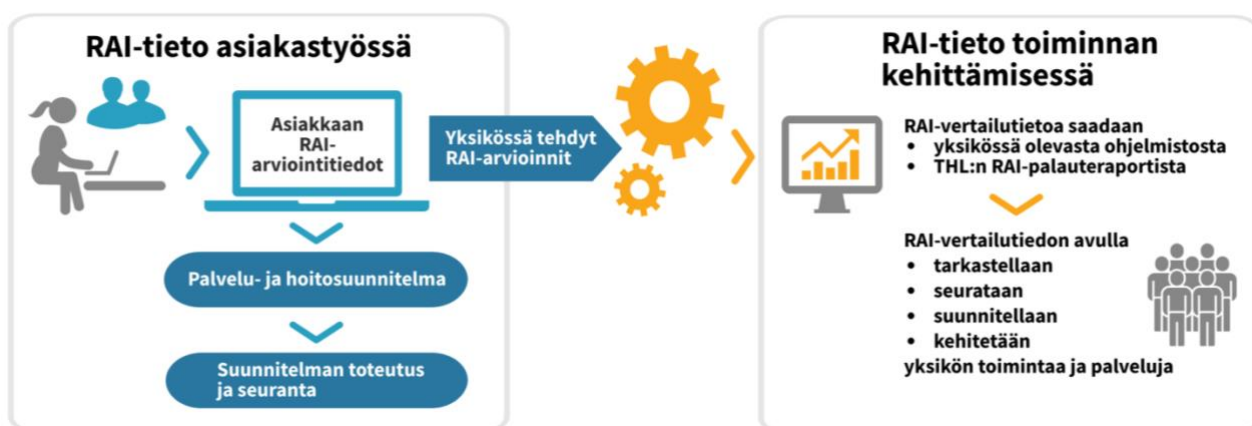 RAI-tieto asiakastyössä
Asiakkaan
RAI-
arviointitiedot
Palvelu- ja hoitosuunnitelma
Suunnitelman toteutus
ja seuranta
Yksikössä tehdyt
RAI-arvioinnit
RAI-tieto toiminnan
kehittämisessä
RAI-vertailutietoa saadaan
• yksikössä olevasta ohjelmistosta
• THL:n RAI-palauteraportista
RAI-vertailutiedon avulla
• tarkastellaan
• seurataan
• suunnitellaan
• kehitetään
yksikön toimintaa ja palveluja